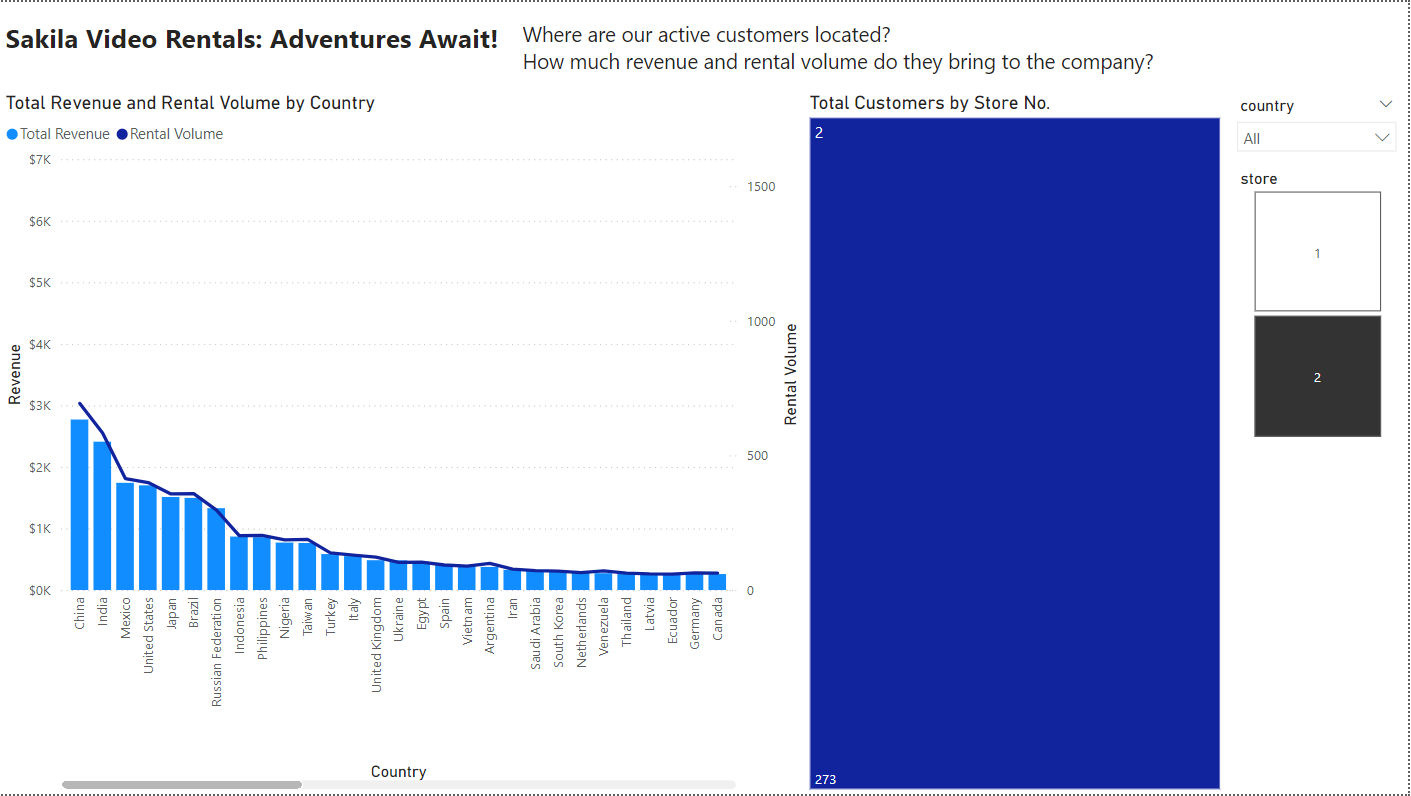 Sakila Video Rentals: Adventures Await!
Where are our active customers located?
How much revenue and rental volume do they bring to the company?
Total Revenue and Rental Volume by Country
Total Revenue
Rental Volume
$7K
$6K
$5K
$4K
$3K
$2K
$1K
$0K
Revenue
1500
1000
500
0
Rental Volume
China
India
Mexico
United States
Japan
Brazil
Russian Federation
Indonesia
Philippines
Nigeria
Taiwan
Turkey
Italy
United Kingdom
Ukraine
Egypt
Spain
Vietnam
Argentina
Iran
Saudi Arabia
South Korea
Netherlands
Venezuela
Thailand
Latvia
Ecuador
Germany
Canada
Country
Total Customers by Store No.
2
273
country
All
store
1
2